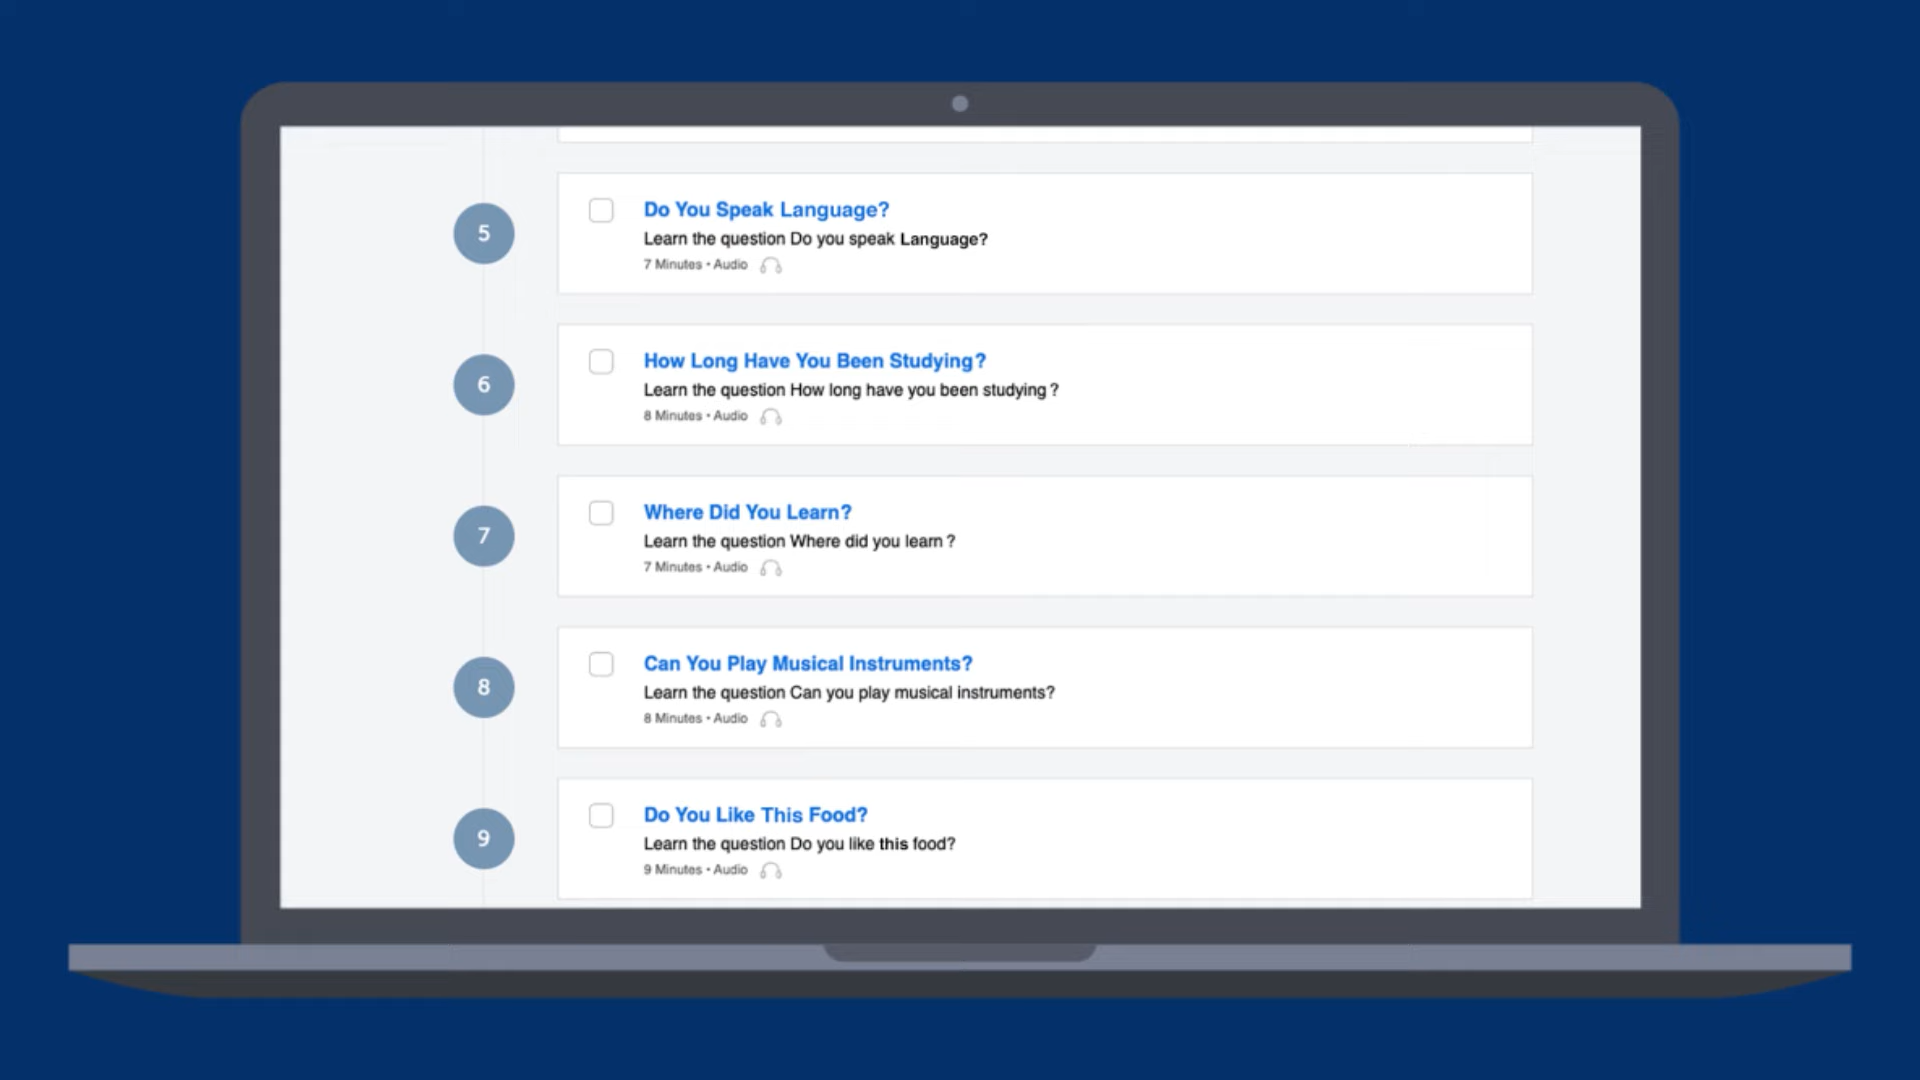 5
Do You Speak Language?
Learn the question Do you speak Language?
7 Minutes • Audio
6
How Long Have You Been Studying?
Learn the question How long have you been studying ?
8 Minutes • Audio
7
Where Did You Learn?
Learn the question Where did you learn ?
7 Minutes • Audio
8
Can You Play Musical Instruments?
Learn the question Can you play musical instruments?
8 Minutes • Audio
9
Do You Like This Food?
Learn the question Do you like this food?
9 Minutes • Audio